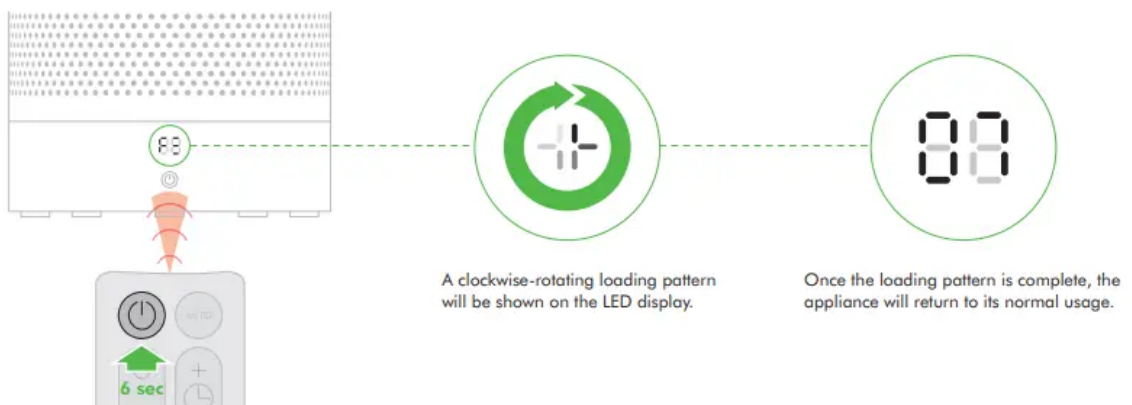 07
A clockwise-rotating loading pattern
will be shown on the LED display.
Once the loading pattern is complete, the
appliance will return to its normal usage.
+
6 sec